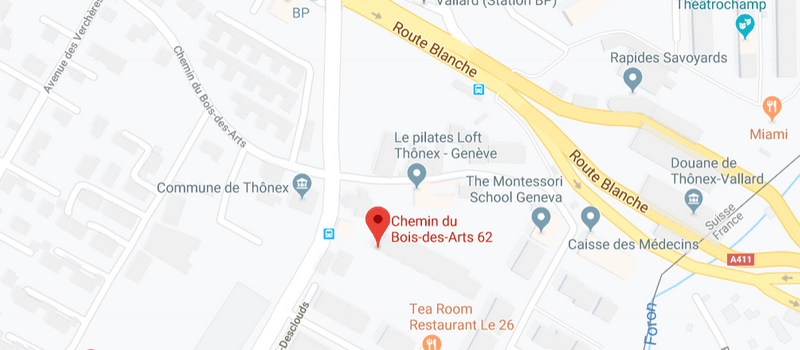 Vallard (Station BP)
Théâtrochamp
BP
Route Blanche
Avenue des Verchères
Chemin du Bois-des-Arts
Rapides Savoyards
Miami
Le pilates Loft
Thônex - Genève
Route Blanche
Douane de
Thônex-Vallard
Commune de Thônex
The Montessori
School Geneva
Suisse
France
Chemin du
Bois-des-Arts 62
Caisse des Médecins
A411
Tea Room
Restaurant Le 26
-Desclouds
Foron